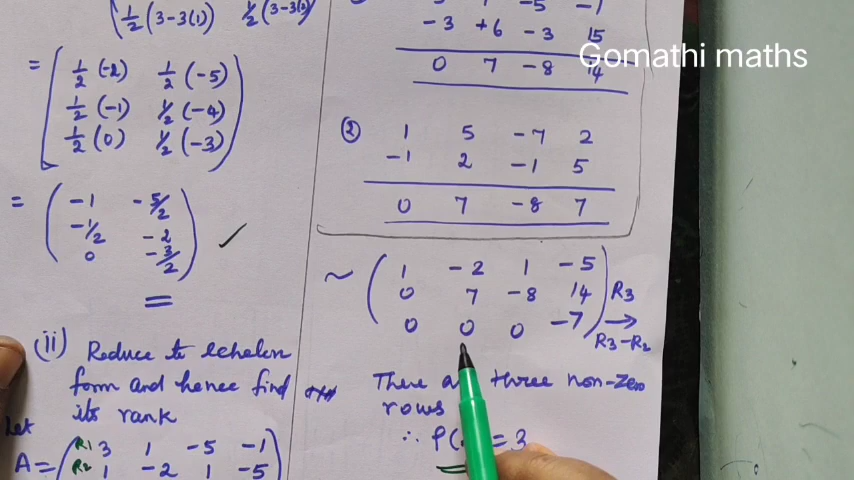 ( 1/2 (3-3(1)) 1/2 (3-3(2))
= [ 1/2 (-2) 1/2 (-5)
1/2 (-1) 1/2 (-4)
1/2 (0) 1/2 (-3) )
= ( -1 -5/2
-1/2 -2
0 -3/2 ) ✓
(ii) Reduce to echelon
form and hence find
its rank
Let
A = ( R1 3 1 -5 -1
R2 1 -2 1 -5
-5 -1
-3 +6 -3 15
0 7 -8 14
Gomathi maths
② 1 5 -7 2
-1 2 -1 5
0 7 -8 7
~ ( 1 -2 1 -5
0 7 -8 14
0 0 0 -7 ) R3 → R3-R2
There three non-zero
rows
∴ ρ( = 3